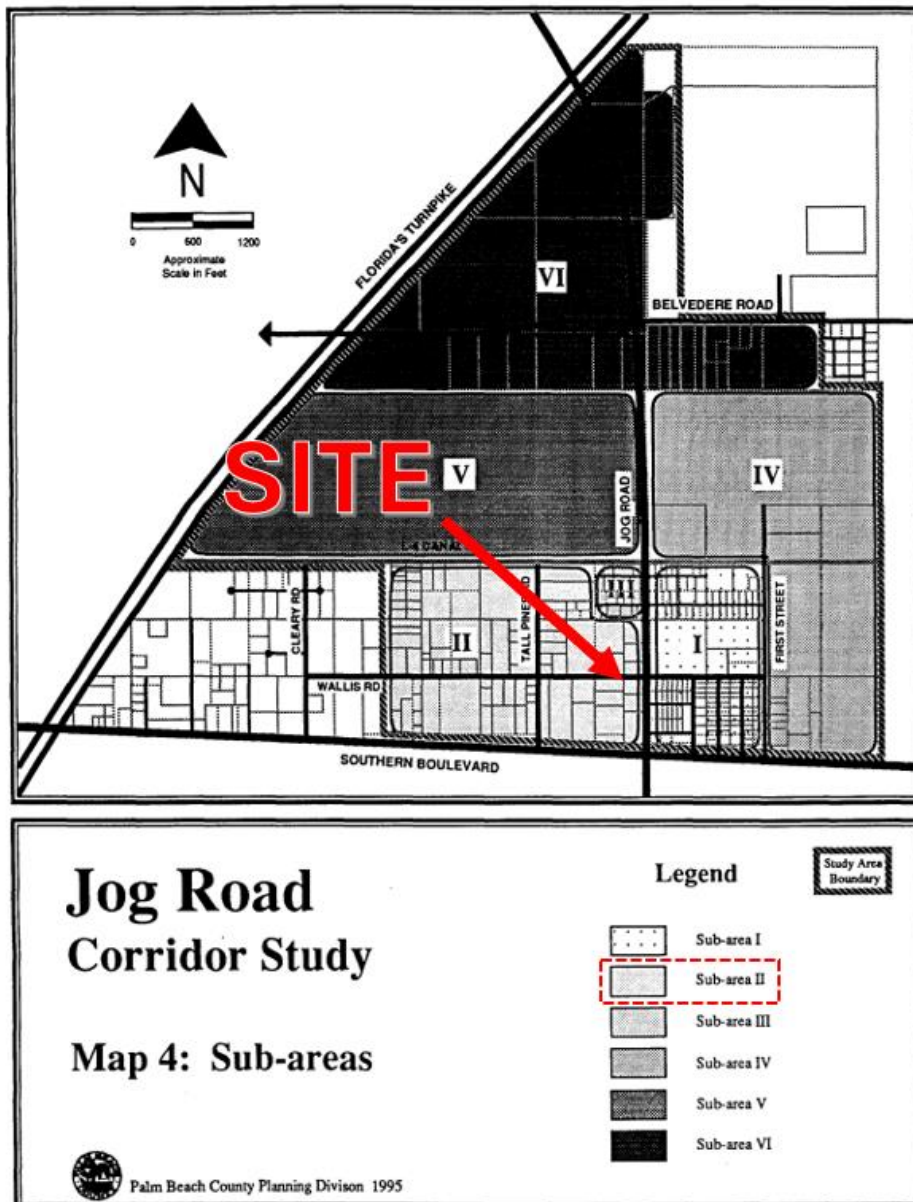 N
0 600 1200
Approximate
Scale in Feet
FLORIDA'S TURNPIKE
VI
BELVEDERE ROAD
SITE
V
IV
JOG ROAD
L-4 CANAL
III
CLEARY RD
II
TALL PINES RD
I
FIRST STREET
WALLIS RD
SOUTHERN BOULEVARD
Jog Road
Corridor Study
Map 4: Sub-areas
Palm Beach County Planning Divison 1995
Legend
Study Area
Boundary
Sub-area I
Sub-area II
Sub-area III
Sub-area IV
Sub-area V
Sub-area VI